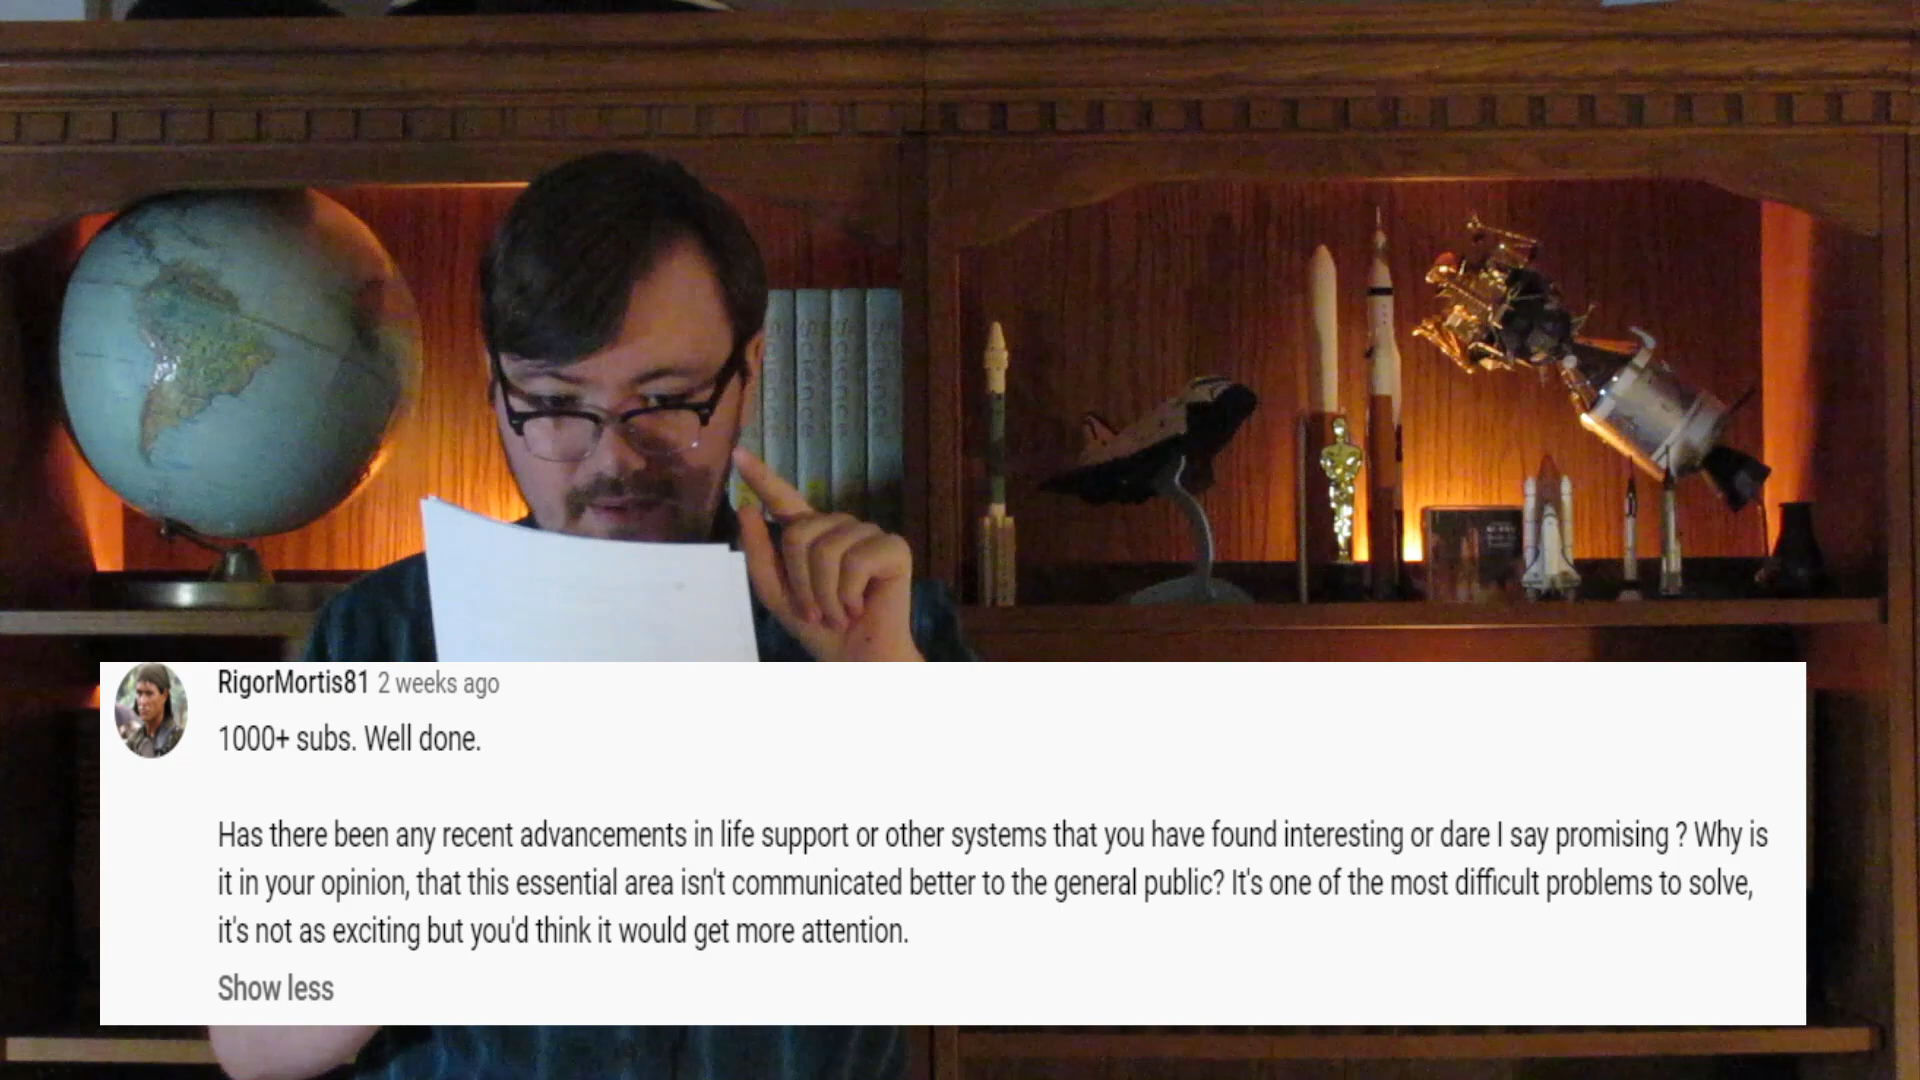 Science
Science
Science
RigorMortis81 2 weeks ago
1000+ subs. Well done.
Has there been any recent advancements in life support or other systems that you have found interesting or dare I say promising ? Why is
it in your opinion, that this essential area isn't communicated better to the general public? It's one of the most difficult problems to solve,
it's not as exciting but you'd think it would get more attention.
Show less